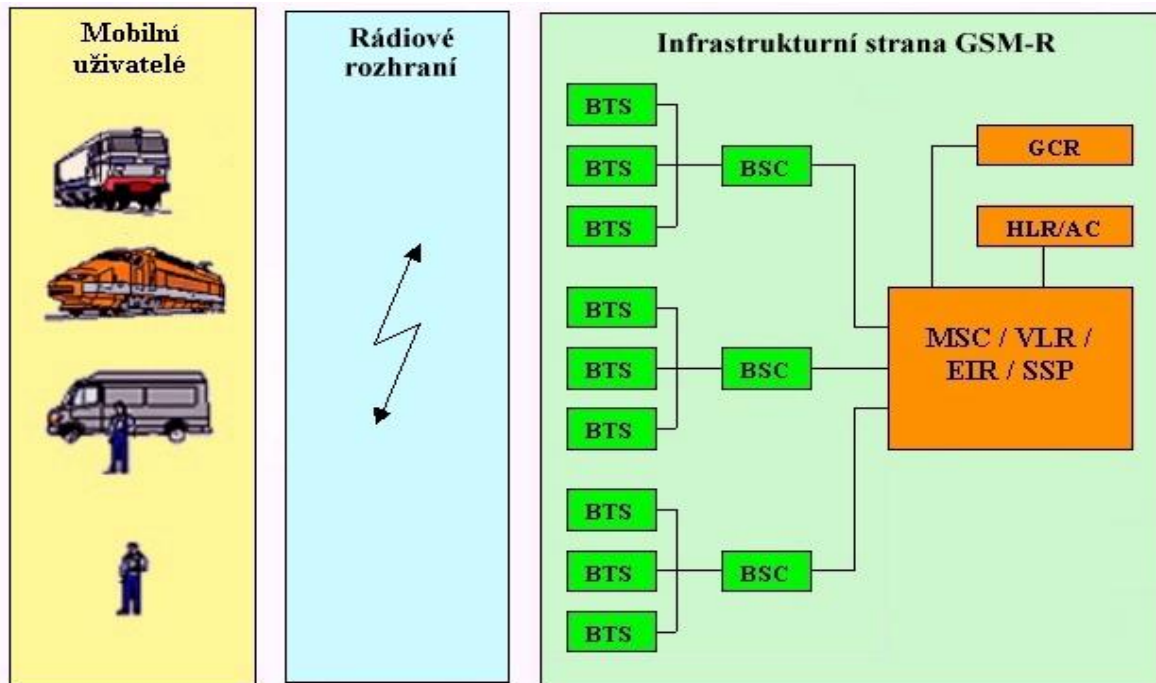 Mobilní
uživatelé
Rádiové
rozhraní
Infrastrukturní strana GSM-R
BTS
BTS
BTS
BSC
GCR
HLR/AC
BTS
BTS
BTS
BSC
MSC / VLR /
EIR / SSP
BTS
BTS
BTS
BSC